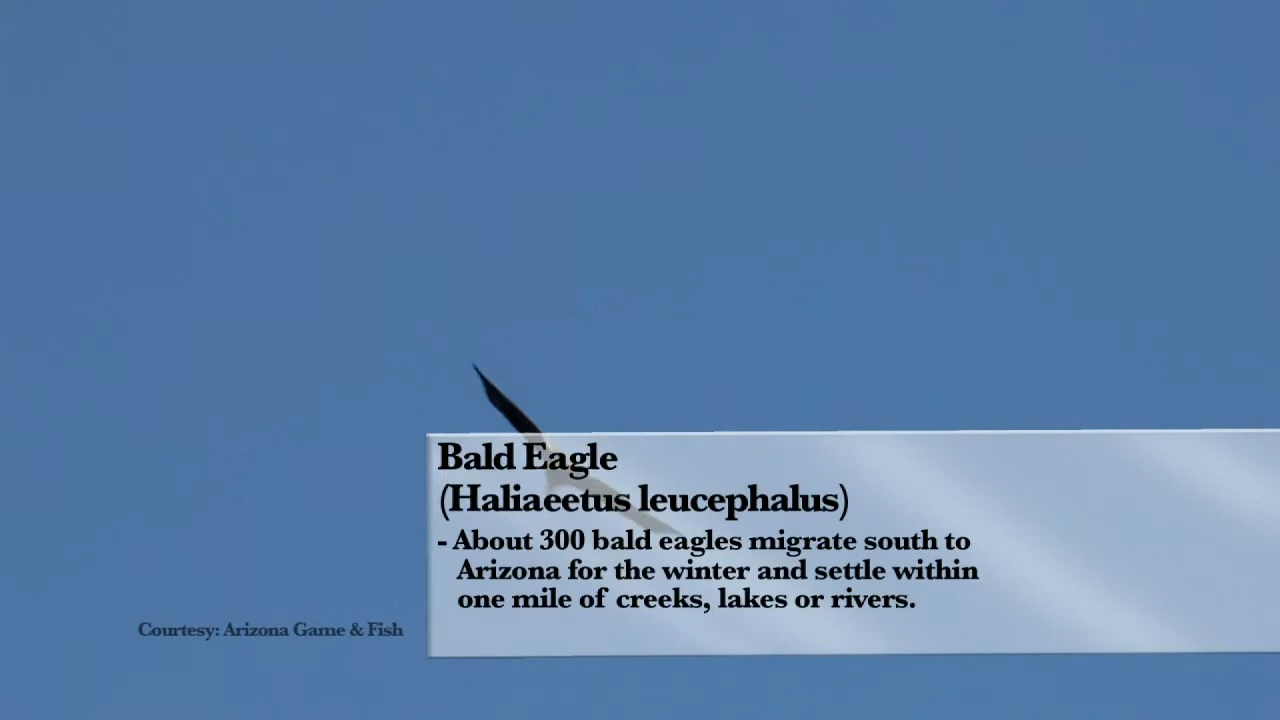 Bald Eagle
(Haliaeetus leucephalus)
- About 300 bald eagles migrate south to
Arizona for the winter and settle within
one mile of creeks, lakes or rivers.
Courtesy: Arizona Game & Fish